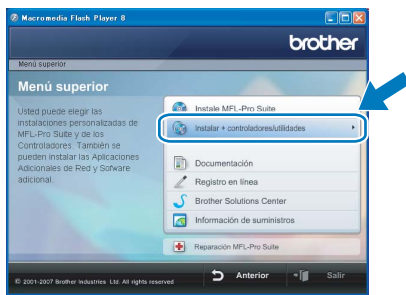 Macromedia Flash Player 8
brother
Menú superior
Menú superior
Usted puede elegir las
instalaciones personalizadas de
MFL-Pro Suite y de los
Controladores. También se
pueden instalar las Aplicaciones
Adicionales de Red y Sofware
adicional.
Instale MFL-Pro Suite
Instalar + controladores/utilidades
Documentación
Registro en línea
Brother Solutions Center
Información de suministros
Reparación MFL-Pro Suite
© 2001-2007 Brother Industries Ltd. All rights reserved
Anterior
Salir